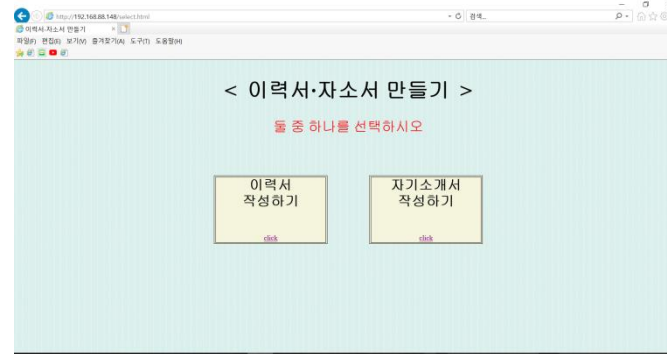 http://192.168.88.148/select.html
검색...
이력서·자소서 만들기
파일(F) 편집(E) 보기(V) 즐겨찾기(A) 도구(T) 도움말(H)
< 이력서·자소서 만들기 >
둘 중 하나를 선택하시오
이력서
작성하기
click
자기소개서
작성하기
click